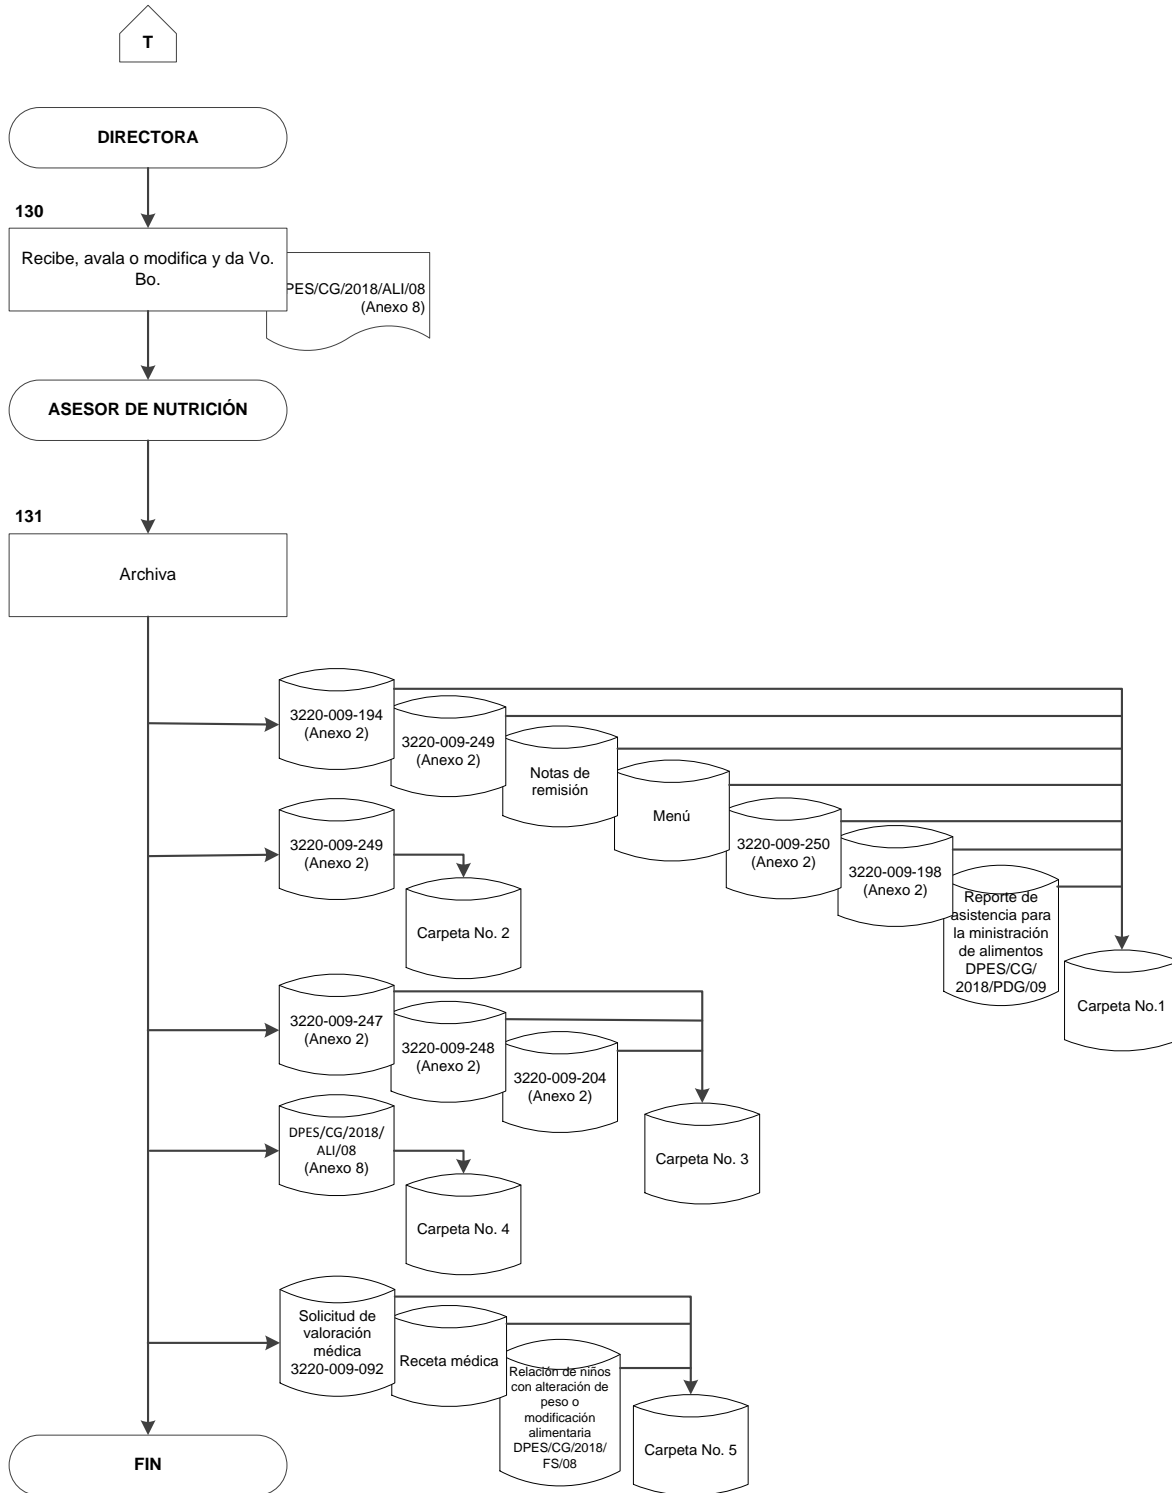 T
DIRECTORA
130
Recibe, avala o modifica y da Vo.
Bo.
PES/CG/2018/ALI/08
(Anexo 8)
ASESOR DE NUTRICIÓN
131
Archiva
3220-009-194
(Anexo 2)
3220-009-249
(Anexo 2)
Notas de
remisión
Menú
3220-009-250
(Anexo 2)
3220-009-198
(Anexo 2)
Reporte de
asistencia para
la ministración
de alimentos
DPES/CG/
2018/PDG/09
Carpeta No.1
3220-009-249
(Anexo 2)
Carpeta No. 2
3220-009-247
(Anexo 2)
3220-009-248
(Anexo 2)
3220-009-204
(Anexo 2)
Carpeta No. 3
DPES/CG/2018/
ALI/08
(Anexo 8)
Carpeta No. 4
Solicitud de
valoración
médica
3220-009-092
Receta médica
Relación de niños
con alteración de
peso o
modificación
alimentaria
DPES/CG/2018/
FS/08
Carpeta No. 5
FIN